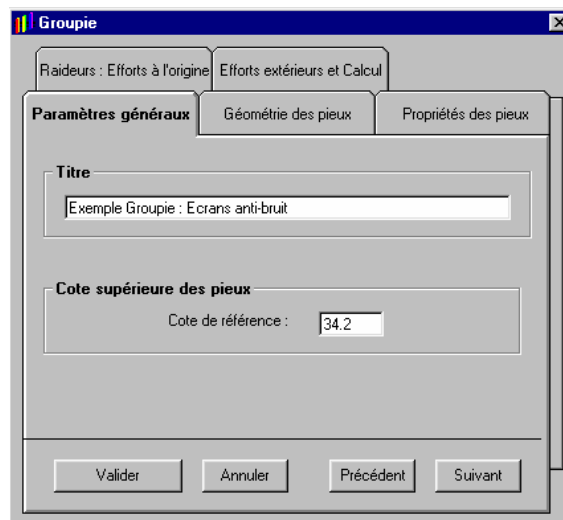 Groupie
Raideurs : Efforts à l'origine Efforts extérieurs et Calcul
Paramètres généraux Géométrie des pieux Propriétés des pieux
Titre
Exemple Groupie : Ecrans anti-bruit
Cote supérieure des pieux
Cote de référence : 34.2
Valider Annuler Précédent Suivant